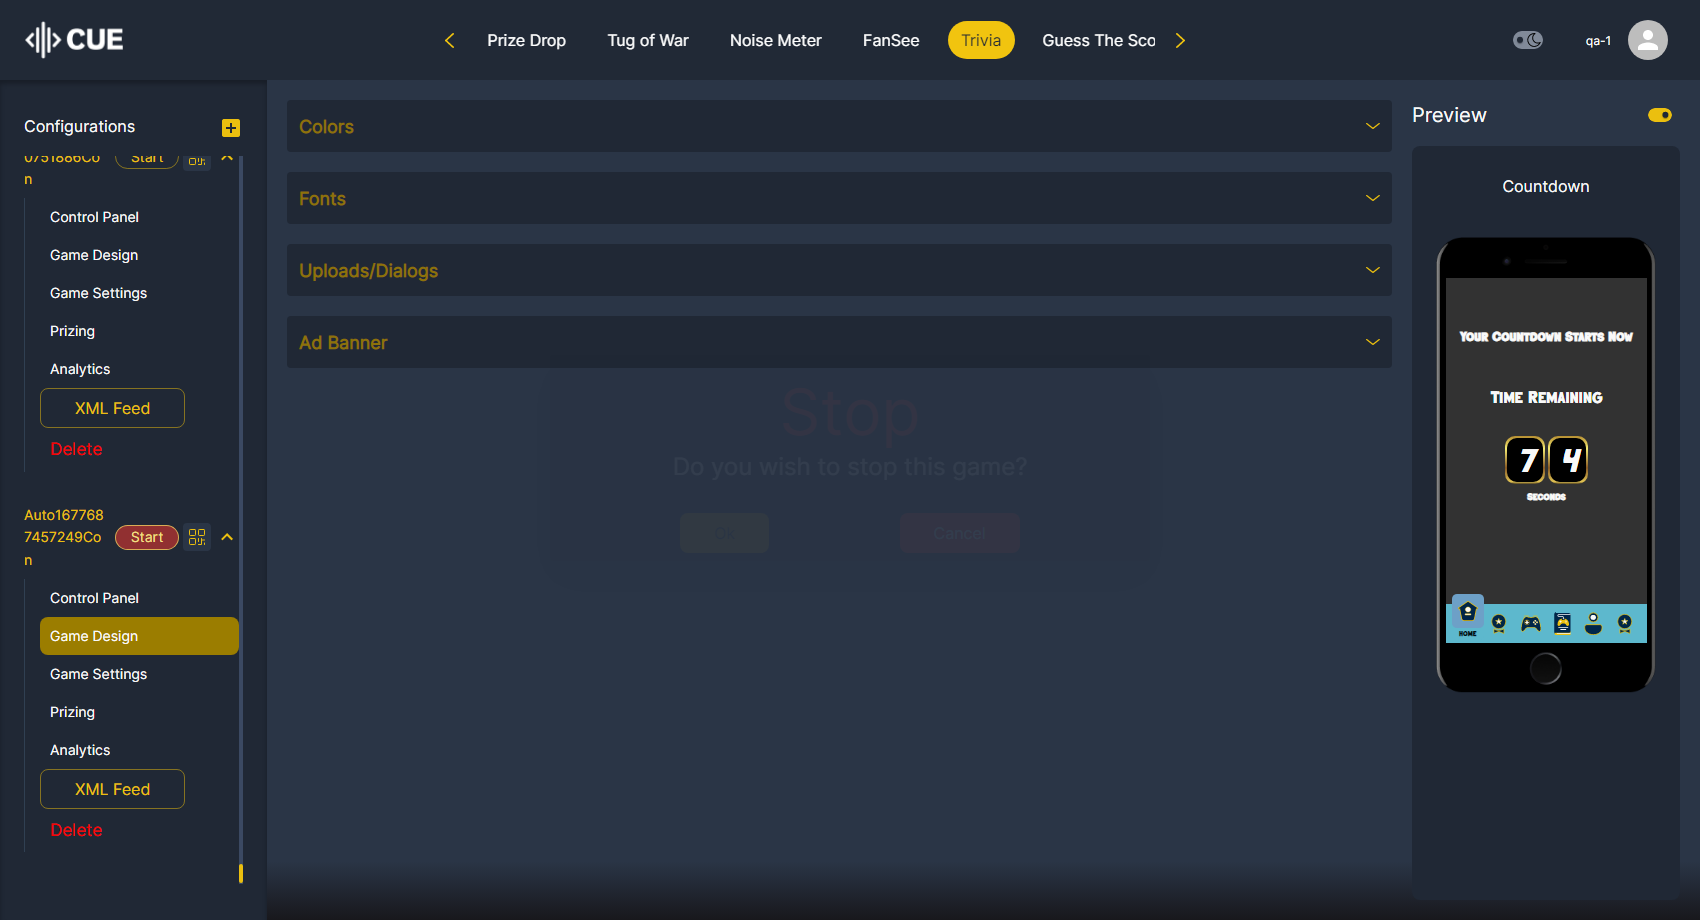 CUE
Prize Drop
Tug of War
Noise Meter
FanSee
Trivia
Guess The Sco
qa-1
Configurations
0751886Co
n
Start
Control Panel
Game Design
Game Settings
Prizing
Analytics
XML Feed
Delete
Auto167768
7457249Co
n
Start
Control Panel
Game Design
Game Settings
Prizing
Analytics
XML Feed
Delete
Colors
Fonts
Uploads/Dialogs
Ad Banner
Stop
Do you wish to stop this game?
Cancel
Preview
Countdown
Your Countdown Starts Now
Time Remaining
7 4
Seconds
HOME